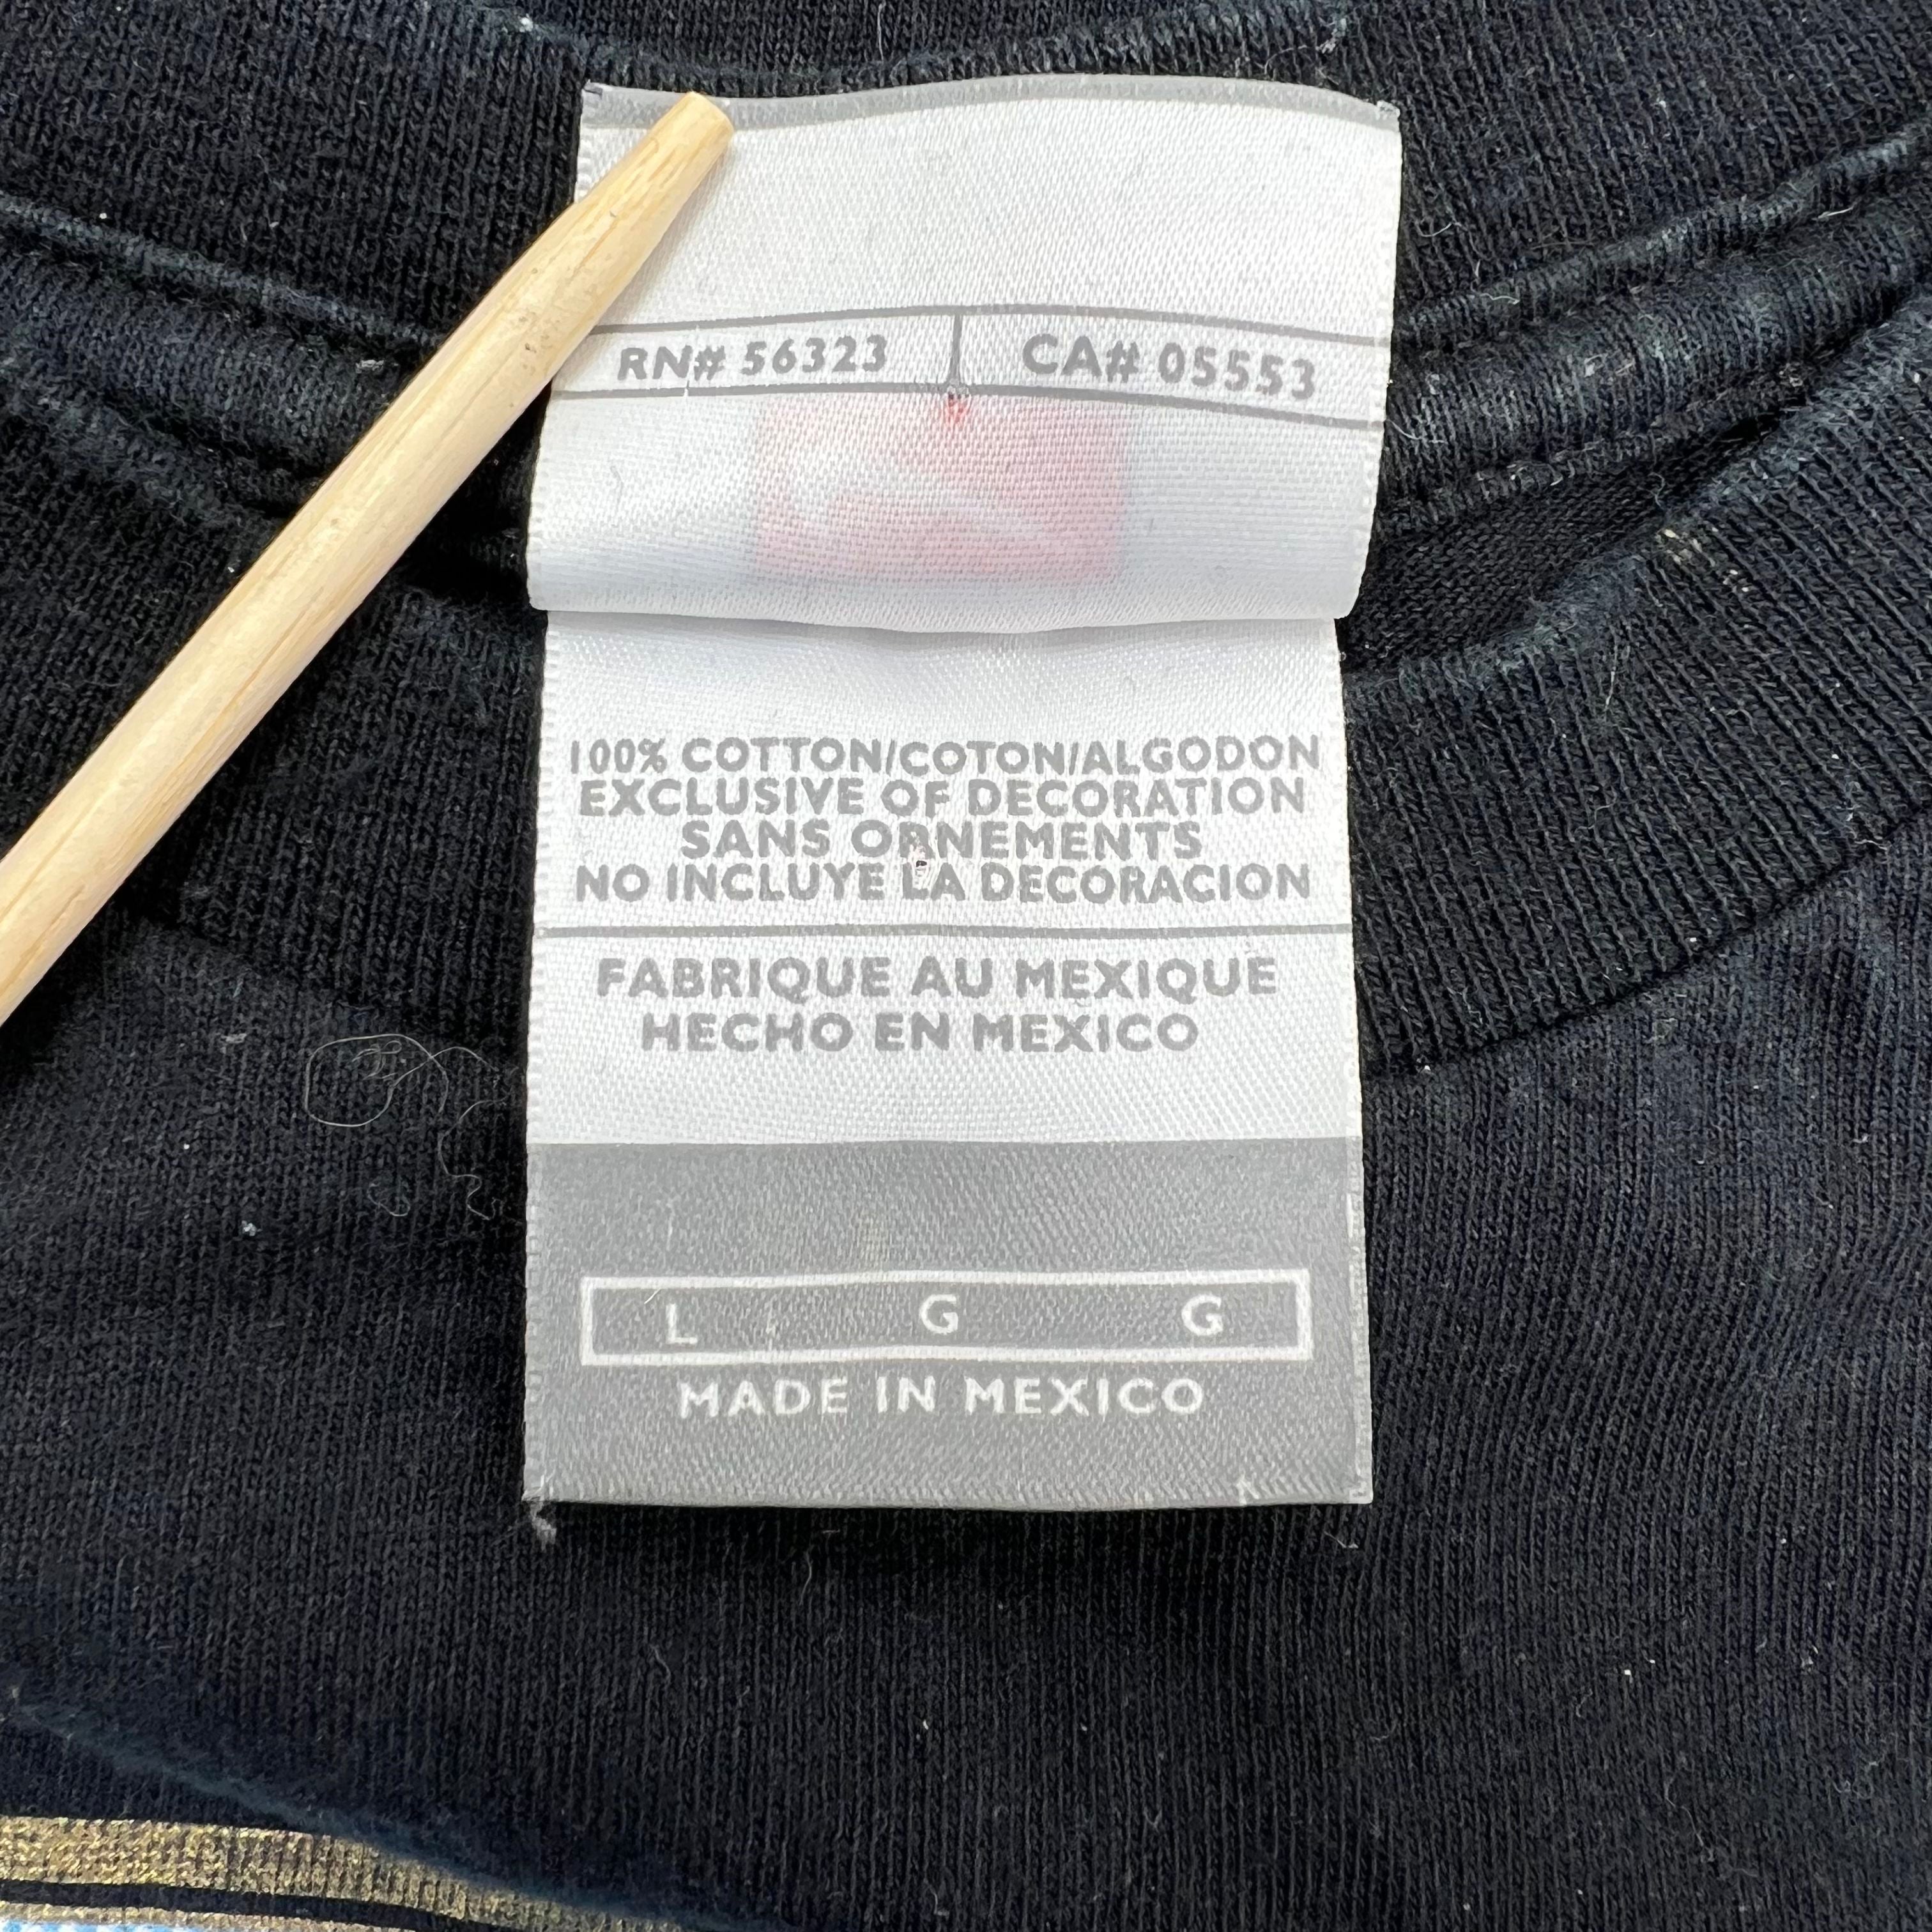 RN# 56323 CA# 05553
100% COTTON/COTON/ALGODON
EXCLUSIVE OF DECORATION
SANS ORNEMENTS
NO INCLUYE LA DECORACION
FABRIQUE AU MEXIQUE
HECHO EN MEXICO
L G G
MADE IN MEXICO